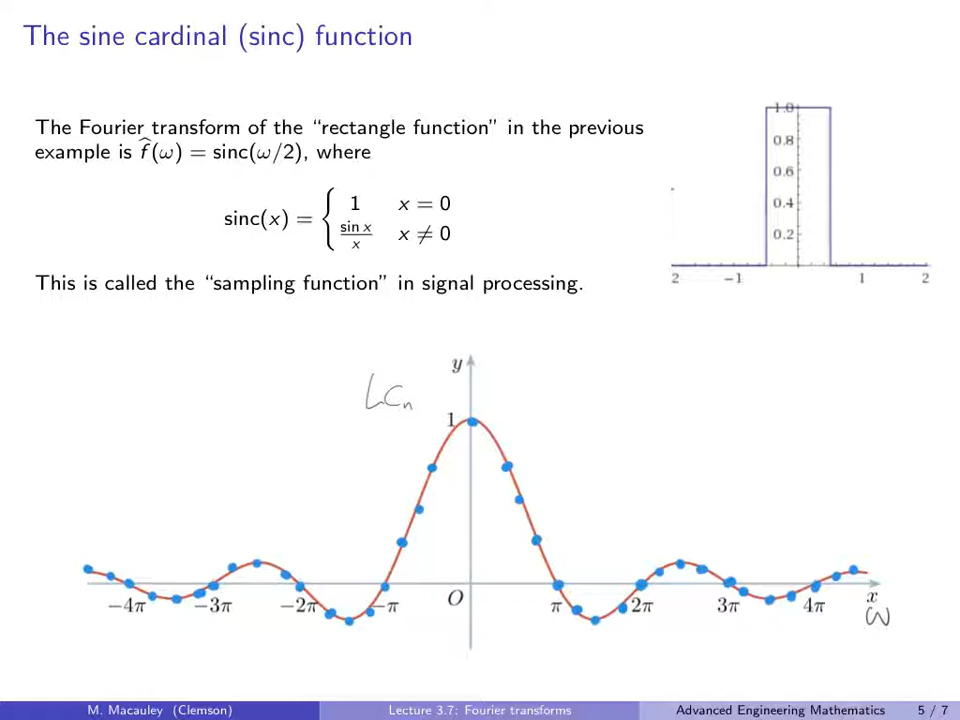 The sine cardinal (sinc) function
The Fourier transform of the “rectangle function” in the previous
example is f̂(ω) = sinc(ω/2), where
sinc(x) = { 1 x = 0
sin x / x x ≠ 0
This is called the “sampling function” in signal processing.
1.0
0.8
0.6
0.4
0.2
2 −1 1 2
y
LCn
1
−4π −3π −2π −π O π 2π 3π 4π x
ω
M. Macauley (Clemson) Lecture 3.7: Fourier transforms Advanced Engineering Mathematics 5 / 7